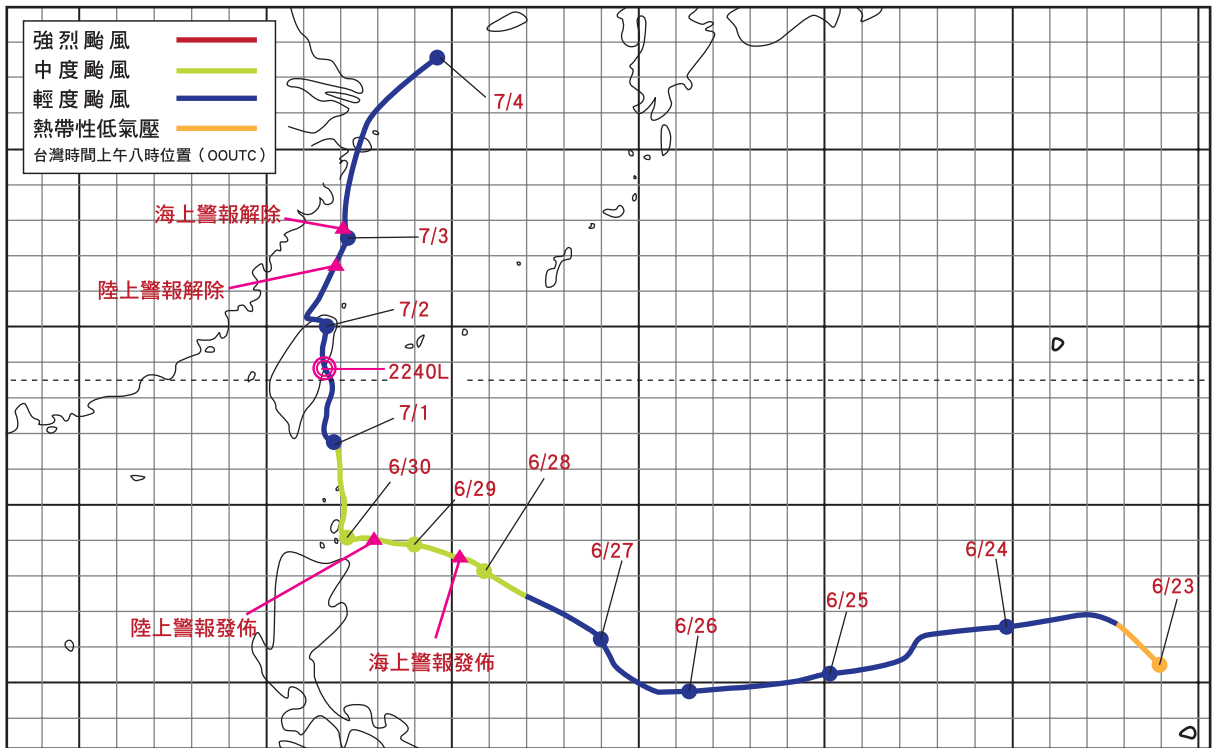 強烈颱風
中度颱風
輕度颱風
熱帶性低氣壓
台灣時間上午八時位置（00UTC）
7/4
海上警報解除
7/3
陸上警報解除
7/2
2240L
7/1
6/30
6/28
6/29
6/27
6/24
6/23
6/25
陸上警報發佈
6/26
海上警報發佈